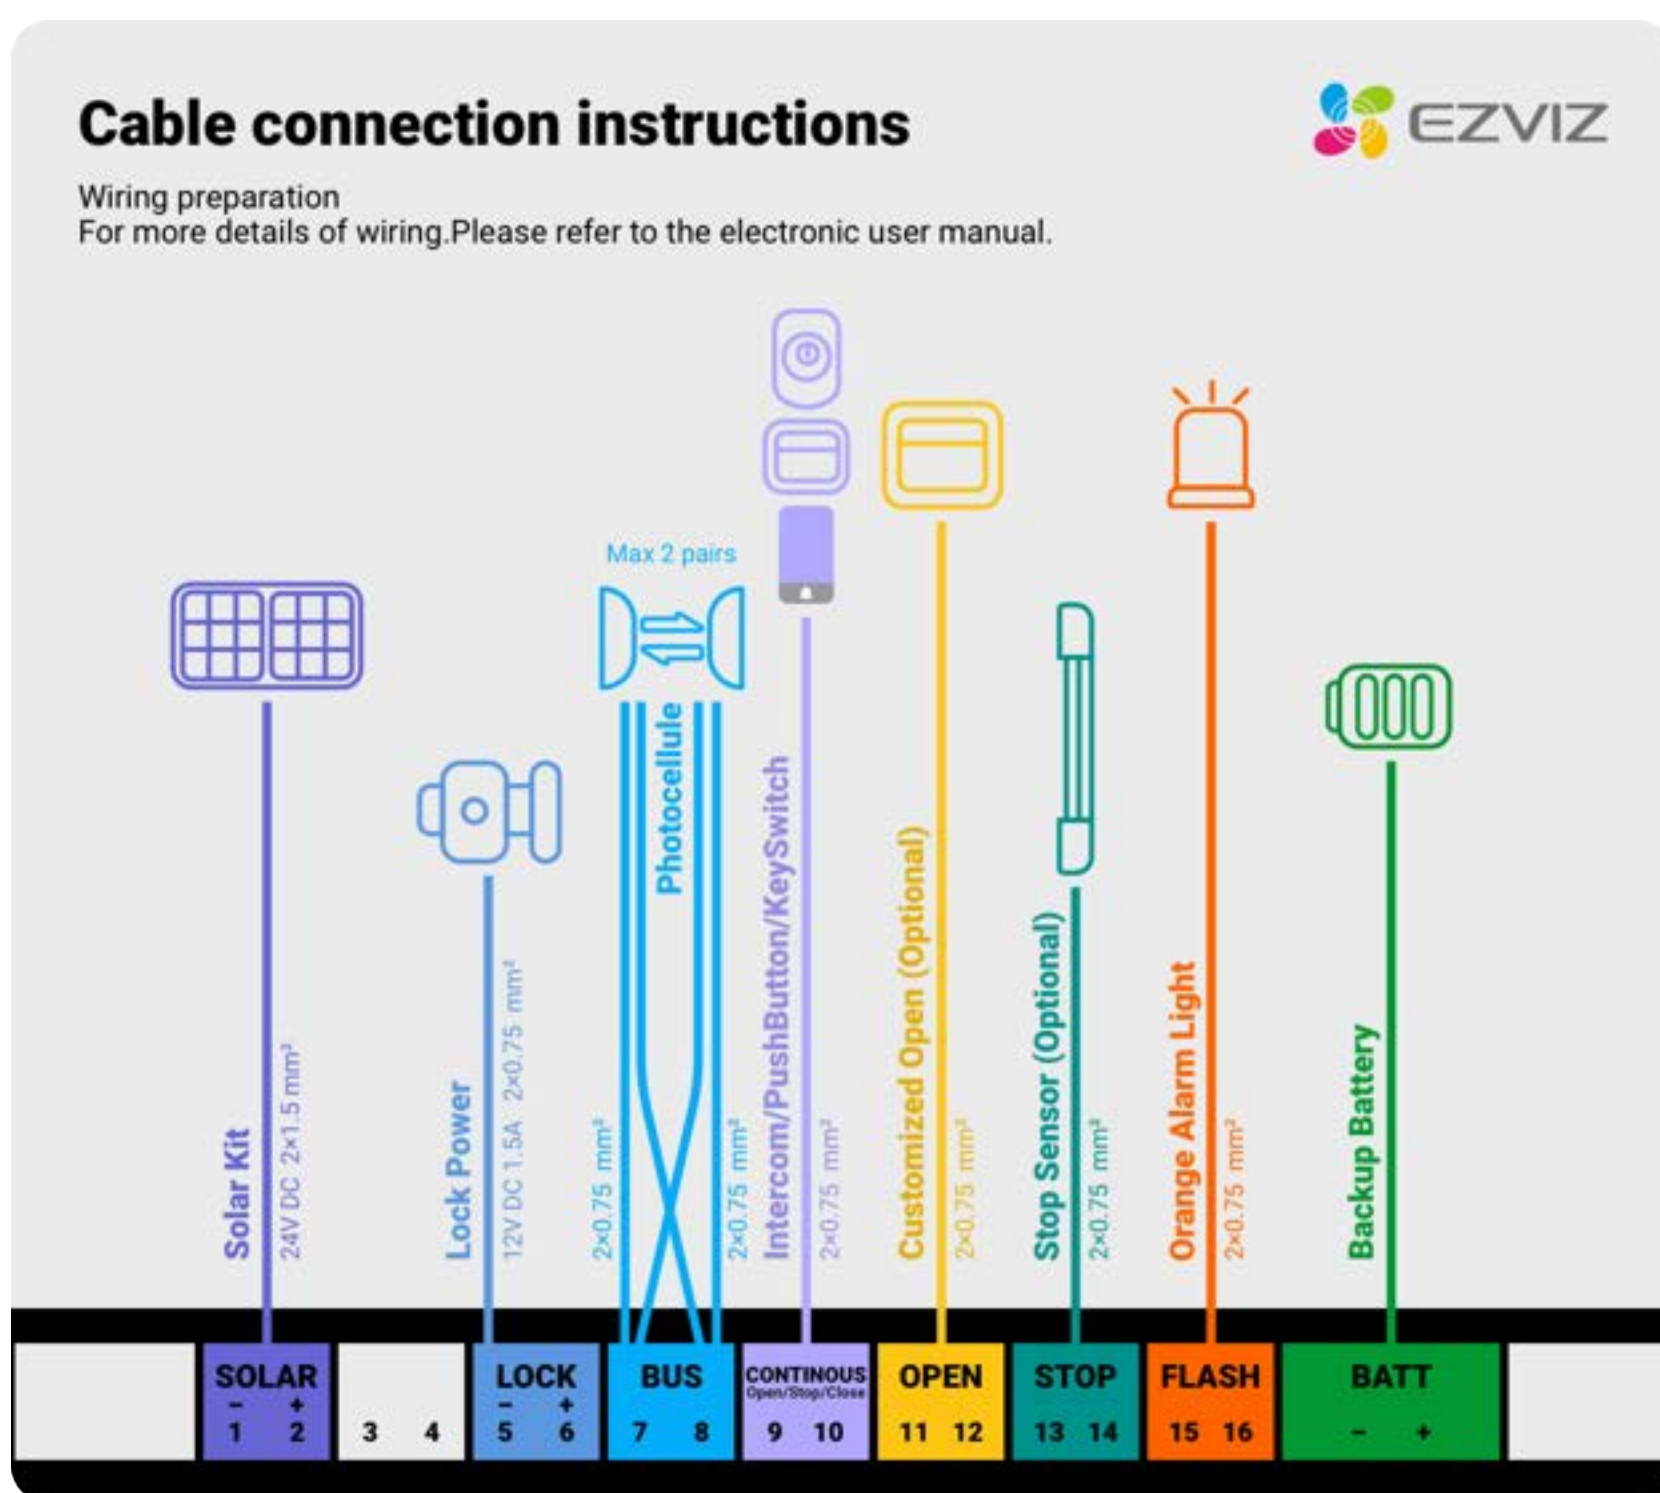 Cable connection instructions
EZVIZ
Wiring preparation
For more details of wiring.Please refer to the electronic user manual.
Max 2 pairs
Solar Kit
24V DC 2×1.5 mm²
Lock Power
12V DC 1.5A 2×0.75 mm²
2×0.75 mm²
Photocellule
2×0.75 mm²
Intercom/PushButton/KeySwitch
2×0.75 mm²
Customized Open (Optional)
2×0.75 mm²
Stop Sensor (Optional)
2×0.75 mm²
Orange Alarm Light
2×0.75 mm²
Backup Battery
SOLAR
- +
1 2
3 4
LOCK
- +
5 6
BUS
7 8
CONTINOUS
Open/Stop/Close
9 10
OPEN
11 12
STOP
13 14
FLASH
15 16
BATT
- +